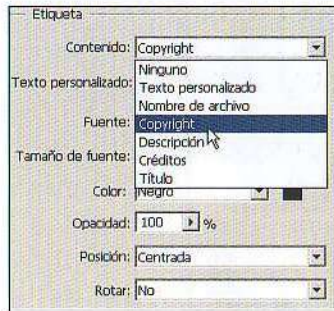 Etiqueta
Contenido: Copyright
Ninguno
Texto personalizado: Texto personalizado
Nombre de archivo
Fuente: Copyright
Descripción
Tamaño de fuente: Créditos
Título
Color: Negro
Opacidad: 100 %
Posición: Centrada
Rotar: No